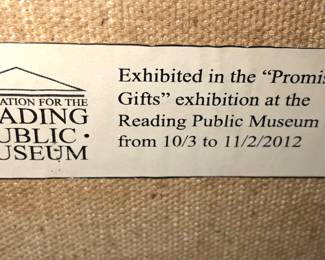 ATION FOR THE
EADING
UBLIC •
USEUM
Exhibited in the “Promis
Gifts” exhibition at the
Reading Public Museum
from 10/3 to 11/2/2012